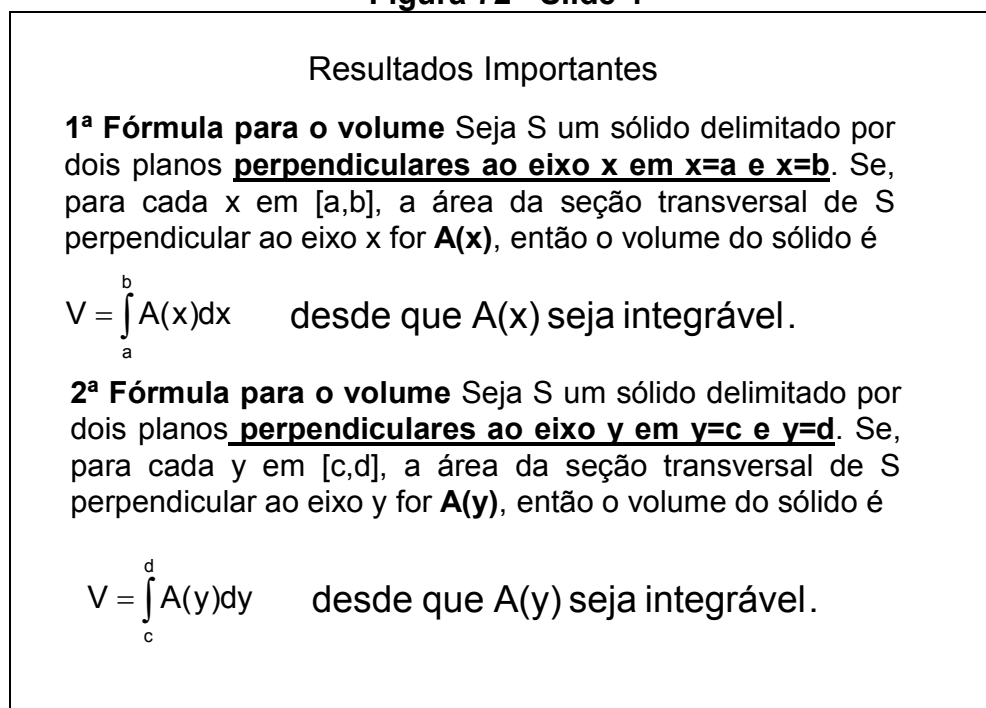 Resultados Importantes
1ª Fórmula para o volume Seja S um sólido delimitado por
dois planos perpendiculares ao eixo x em x=a e x=b. Se,
para cada x em [a,b], a área da seção transversal de S
perpendicular ao eixo x for A(x), então o volume do sólido é
V = ∫ₐᵇ A(x)dx desde que A(x) seja integrável.
2ª Fórmula para o volume Seja S um sólido delimitado por
dois planos perpendiculares ao eixo y em y=c e y=d. Se,
para cada y em [c,d], a área da seção transversal de S
perpendicular ao eixo y for A(y), então o volume do sólido é
V = ∫_c^d A(y)dy desde que A(y) seja integrável.